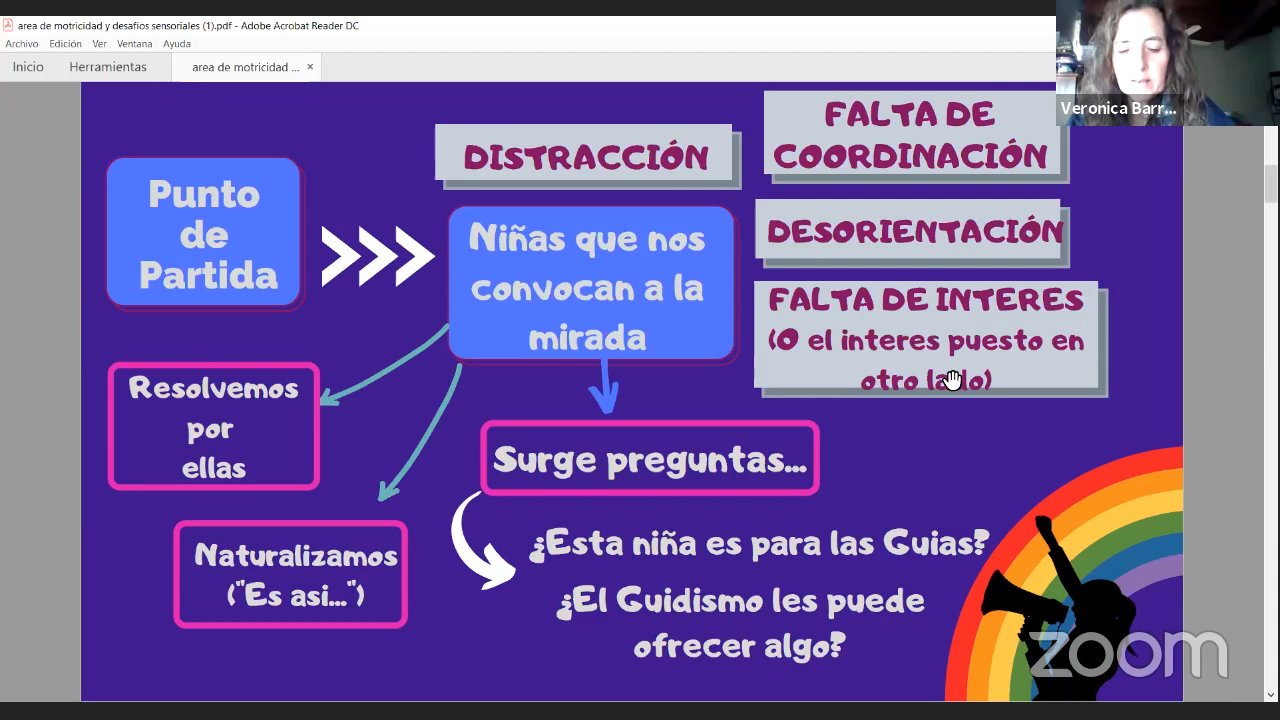 area de motricidad y desafios sensoriales (1).pdf - Adobe Acrobat Reader DC
Archivo Edición Ver Ventana Ayuda
Inicio Herramientas area de motricidad ... ×
Veronica Barr...
Punto
de
Partida
DISTRACCIÓN
FALTA DE
COORDINACIÓN
DESORIENTACIÓN
FALTA DE INTERES
(O el interes puesto en
otro lado)
Niñas que nos
convocan a la
mirada
Resolvemos
por
ellas
Naturalizamos
("Es asi...")
Surge preguntas...
¿Esta niña es para las Guias?
¿El Guidismo les puede
ofrecer algo?
zoom